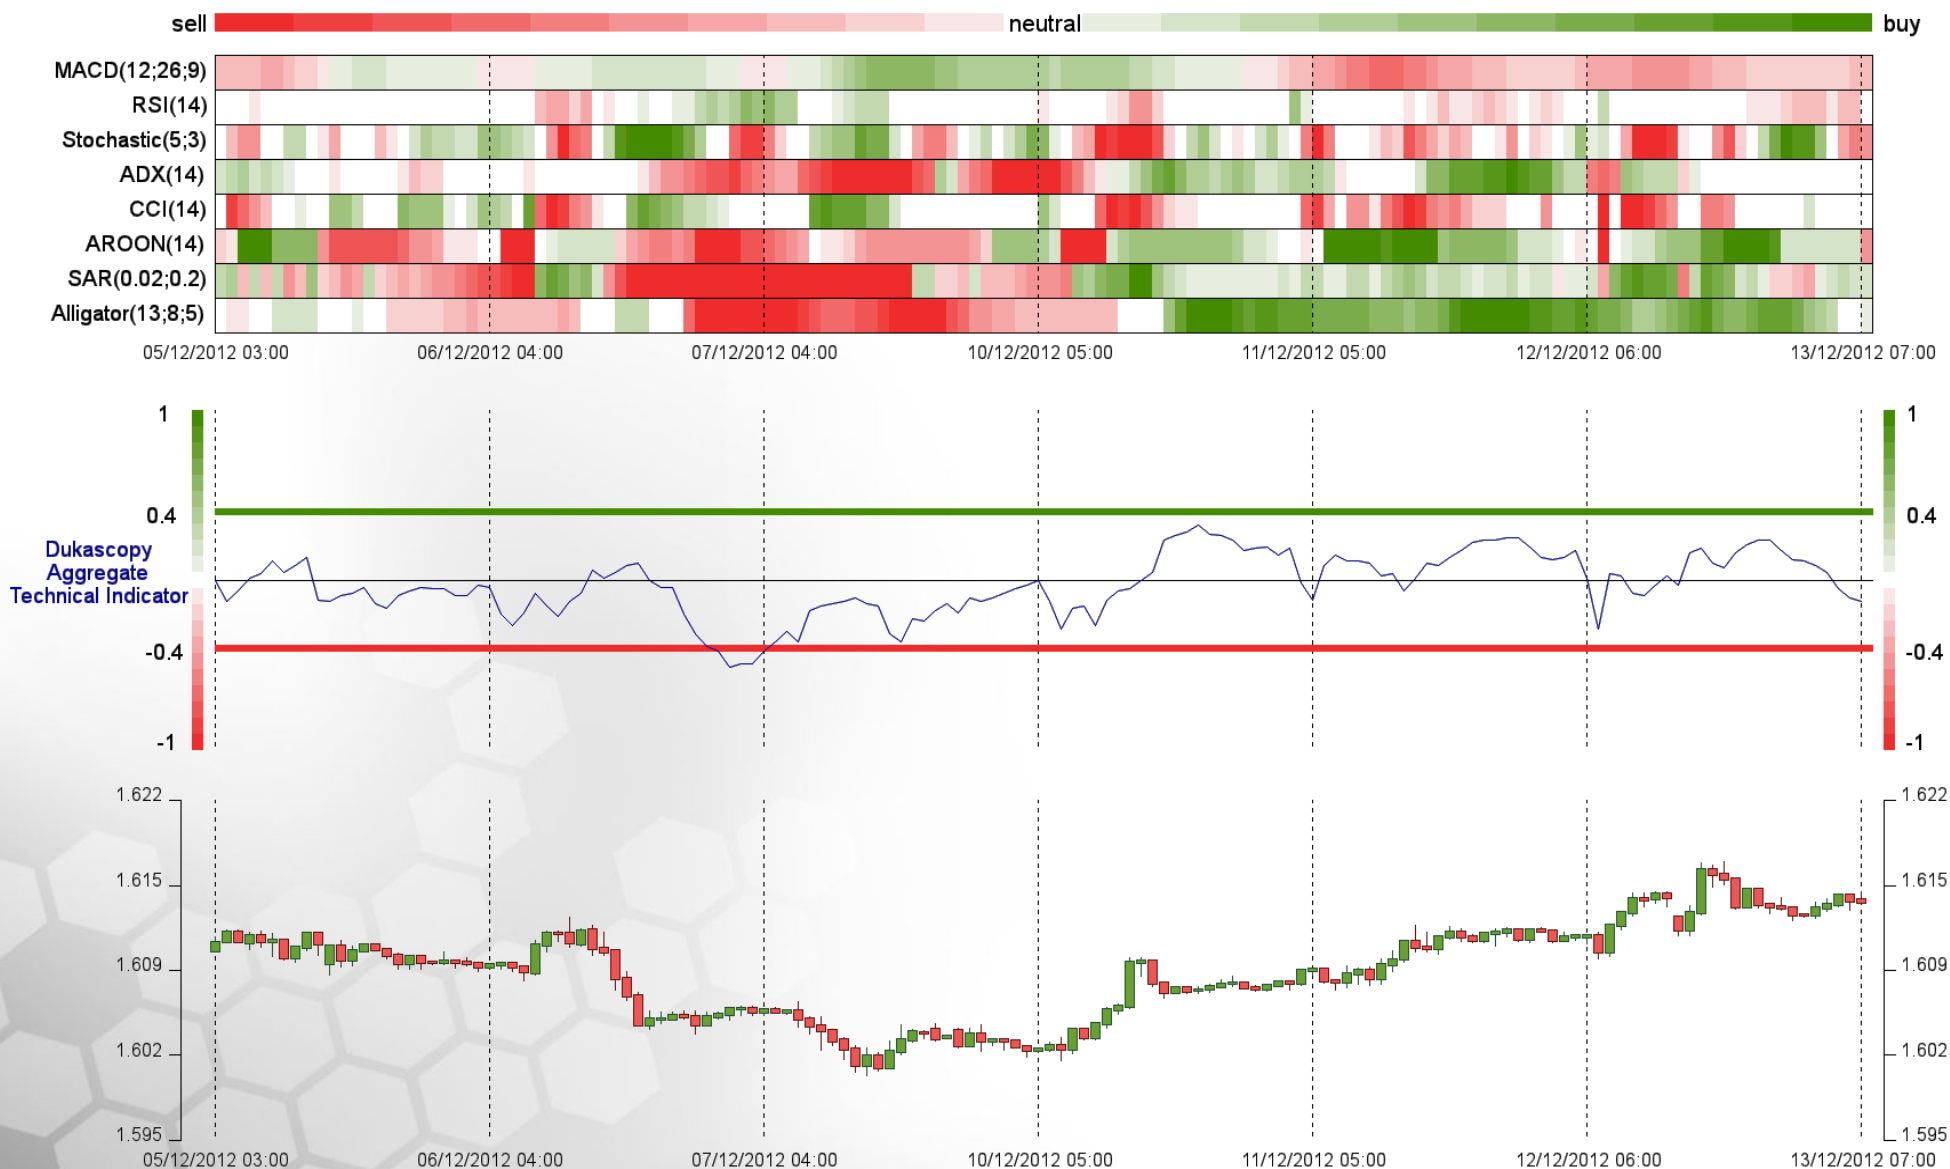 sell neutral buy
MACD(12;26;9)
RSI(14)
Stochastic(5;3)
ADX(14)
CCI(14)
AROON(14)
SAR(0.02;0.2)
Alligator(13;8;5)
05/12/2012 03:00 06/12/2012 04:00 07/12/2012 04:00 10/12/2012 05:00 11/12/2012 05:00 12/12/2012 06:00 13/12/2012 07:00
1 1
0.4 0.4
Dukascopy
Aggregate
Technical Indicator
-0.4 -0.4
-1 -1
1.622 1.622
1.615 1.615
1.609 1.609
1.602 1.602
1.595 1.595
05/12/2012 03:00 06/12/2012 04:00 07/12/2012 04:00 10/12/2012 05:00 11/12/2012 05:00 12/12/2012 06:00 13/12/2012 07:00